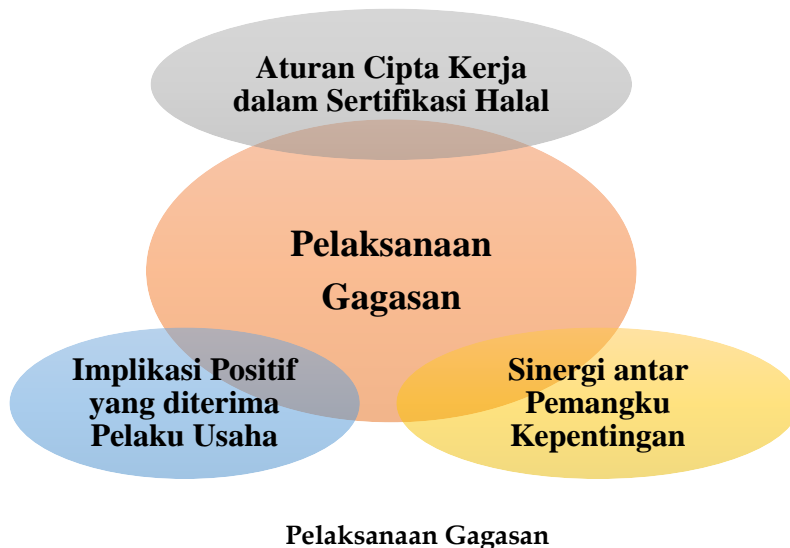 Aturan Cipta Kerja
dalam Sertifikasi Halal
Pelaksanaan
Gagasan
Implikasi Positif
yang diterima
Pelaku Usaha
Sinergi antar
Pemangku
Kepentingan
Pelaksanaan Gagasan